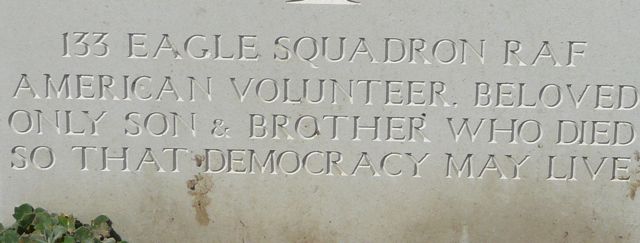 133 EAGLE SQUADRON RAF
AMERICAN VOLUNTEER. BELOVED
ONLY SON & BROTHER WHO DIED
SO THAT DEMOCRACY MAY LIVE